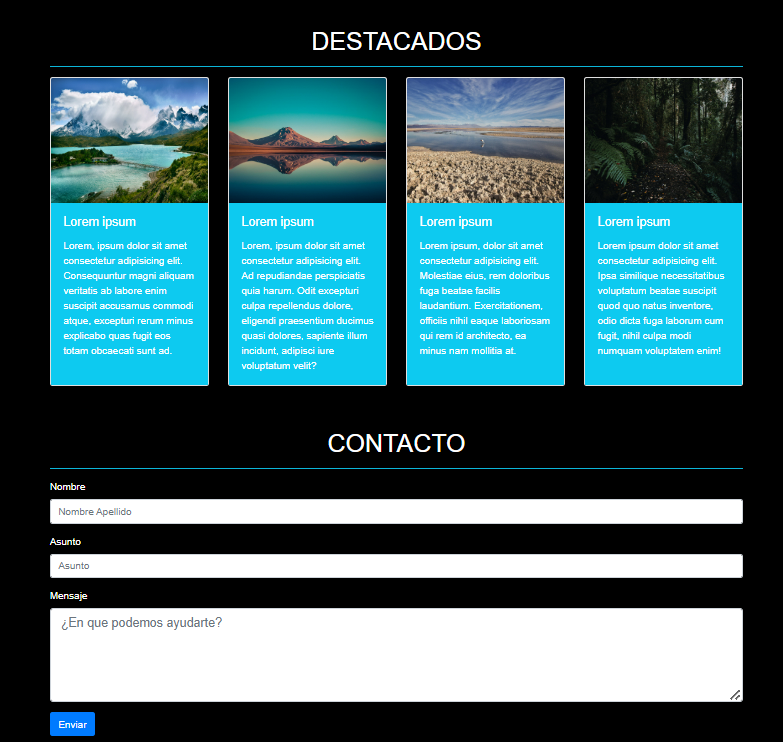 DESTACADOS
Lorem ipsum
Lorem, ipsum dolor sit amet
consectetur adipisicing elit.
Consequuntur magni aliquam
veritatis ab labore enim
suscipit accusamus commodi
atque, excepturi rerum minus
explicabo quas fugit eos
totam obcaecati sunt ad.
Lorem ipsum
Lorem, ipsum dolor sit amet
consectetur adipisicing elit.
Ad repudiandae perspiciatis
quia harum. Odit excepturi
culpa repellendus dolore,
eligendi praesentium ducimus
quasi dolores, sapiente illum
incidunt, adipisci iure
voluptatum velit?
Lorem ipsum
Lorem ipsum, dolor sit amet
consectetur adipisicing elit.
Molestiae eius, rem doloribus
fuga beatae facilis
laudantium. Exercitationem,
officiis nihil eaque laboriosam
qui rem id architecto, ea
minus nam mollitia at.
Lorem ipsum
Lorem ipsum dolor sit amet
consectetur adipisicing elit.
Ipsa similique necessitatibus
voluptatum beatae suscipit
quod quo natus inventore,
odio dicta fuga laborum cum
fugit, nihil culpa modi
numquam voluptatem enim!
CONTACTO
Nombre
Nombre Apellido
Asunto
Asunto
Mensaje
¿En que podemos ayudarte?
Enviar